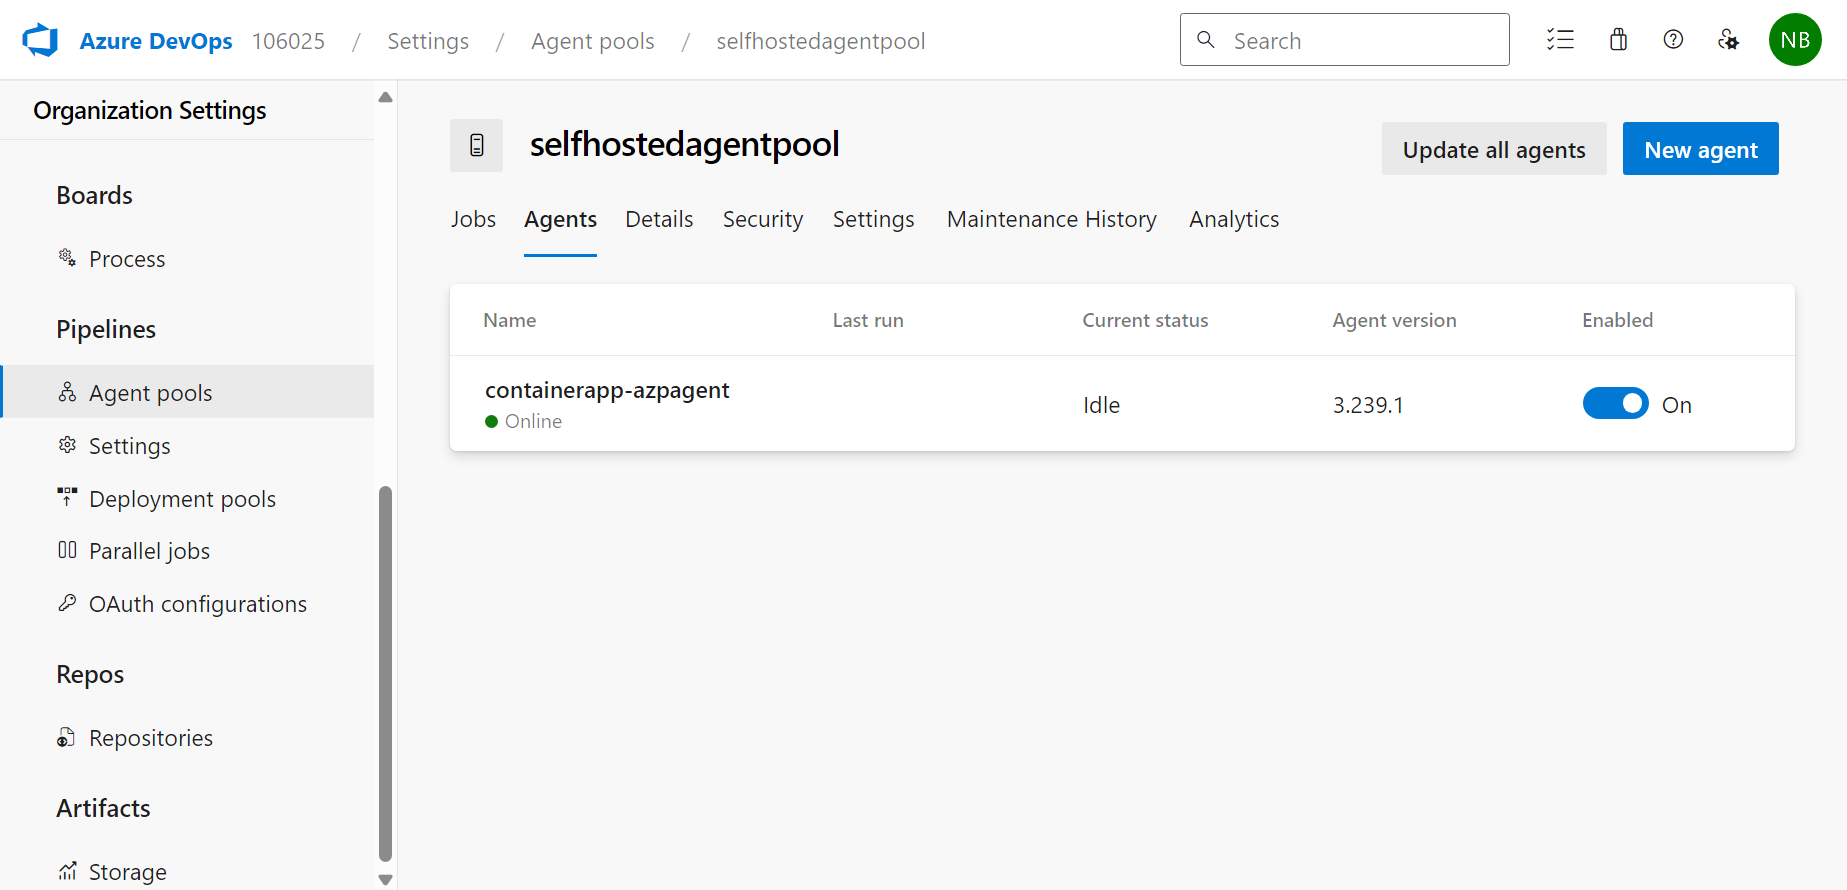 Azure DevOps 106025 / Settings / Agent pools / selfhostedagentpool
Search
NB
Organization Settings
Boards
Process
Pipelines
Agent pools
Settings
Deployment pools
Parallel jobs
OAuth configurations
Repos
Repositories
Artifacts
Storage
selfhostedagentpool
Update all agents
New agent
Jobs Agents Details Security Settings Maintenance History Analytics
Name Last run Current status Agent version Enabled
containerapp-azpagent
Online
Idle 3.239.1 On